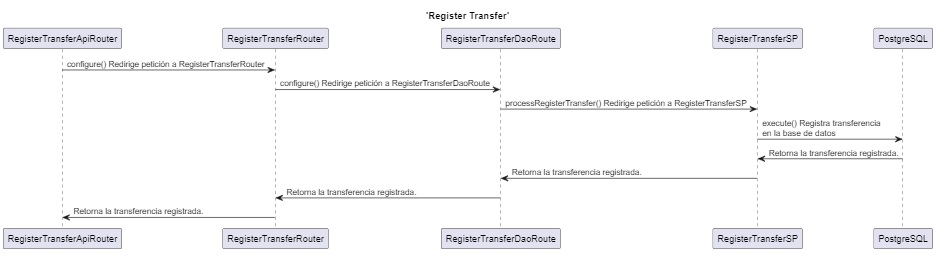 'Register Transfer'
RegisterTransferApiRouter
RegisterTransferRouter
RegisterTransferDaoRoute
RegisterTransferSP
PostgreSQL
configure() Redirige petición a RegisterTransferRouter
configure() Redirige petición a RegisterTransferDaoRoute
processRegisterTransfer() Redirige petición a RegisterTransferSP
execute() Registra transferencia
en la base de datos
Retorna la transferencia registrada.
Retorna la transferencia registrada.
Retorna la transferencia registrada.
Retorna la transferencia registrada.
RegisterTransferApiRouter
RegisterTransferRouter
RegisterTransferDaoRoute
RegisterTransferSP
PostgreSQL